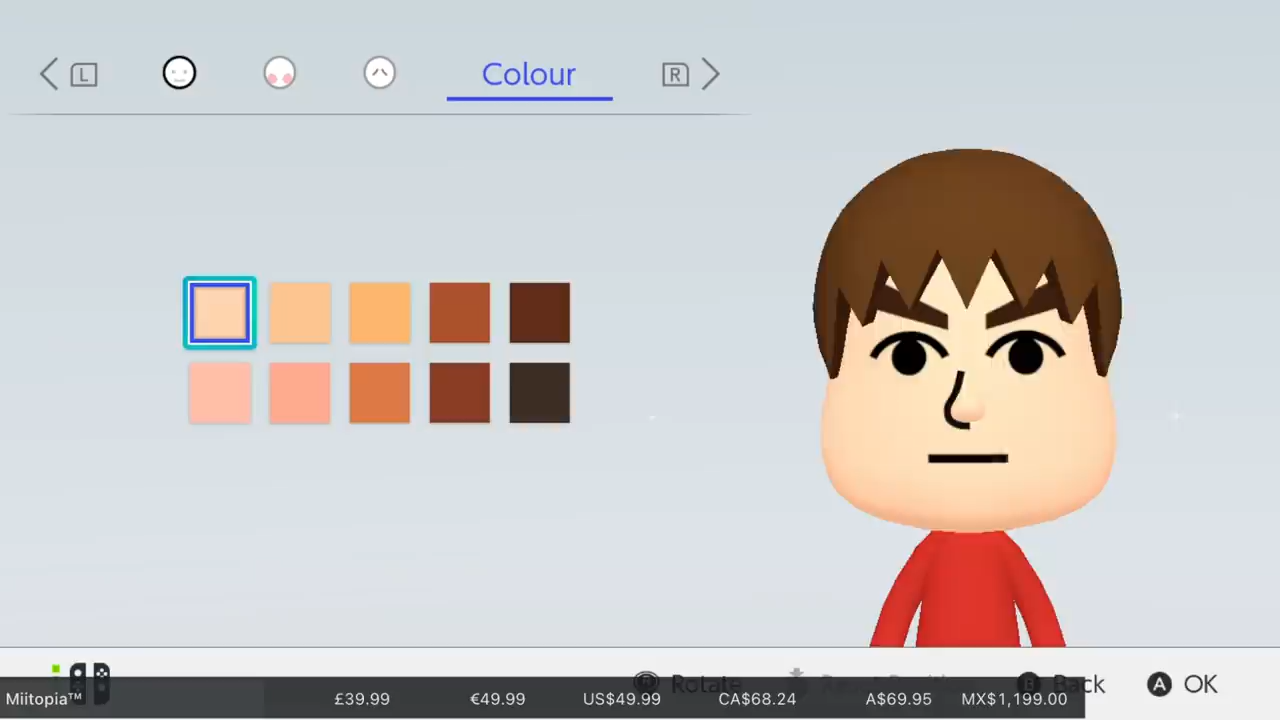 L
Colour
R
Rotate
B Back
A OK
Miitopia™ £39.99 €49.99 US$49.99 CA$68.24 A$69.95 MX$1,199.00